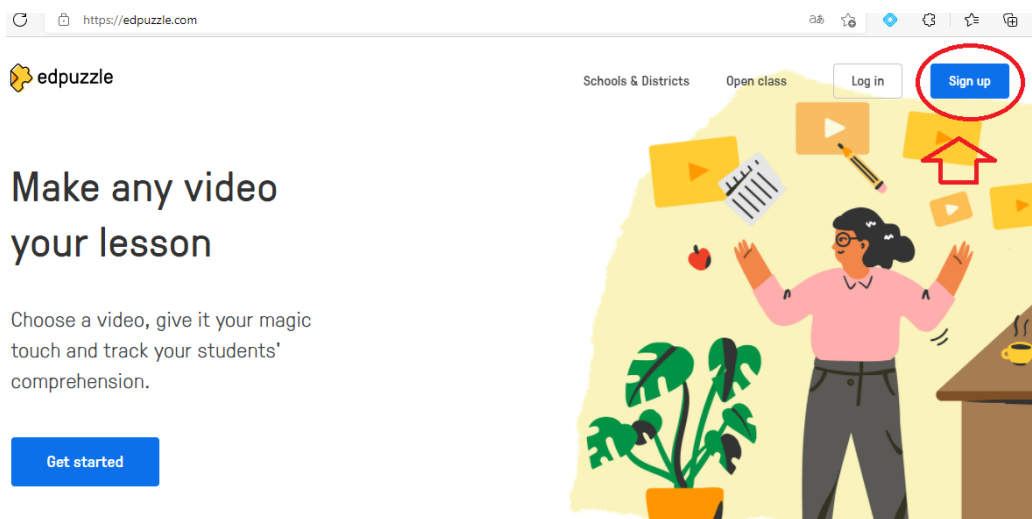 https://edpuzzle.com
edpuzzle
Schools & Districts
Open class
Log in
Sign up
Make any video
your lesson
Choose a video, give it your magic
touch and track your students'
comprehension.
Get started